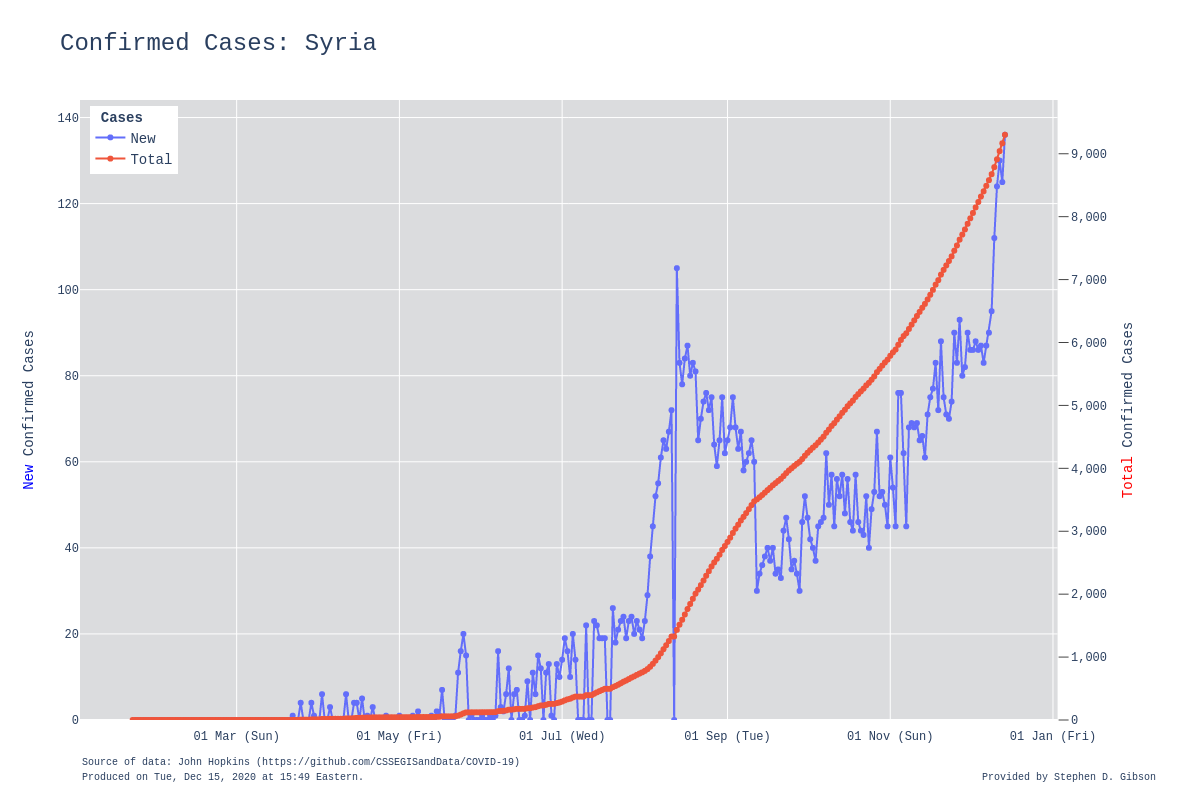 Confirmed Cases: Syria
Cases
New
Total
140
120
100
80
60
40
20
0
9,000
8,000
7,000
6,000
5,000
4,000
3,000
2,000
1,000
0
New Confirmed Cases
Total Confirmed Cases
01 Mar (Sun) 01 May (Fri) 01 Jul (Wed) 01 Sep (Tue) 01 Nov (Sun) 01 Jan (Fri)
Source of data: John Hopkins (https://github.com/CSSEGISandData/COVID-19)
Produced on Tue, Dec 15, 2020 at 15:49 Eastern.
Provided by Stephen D. Gibson